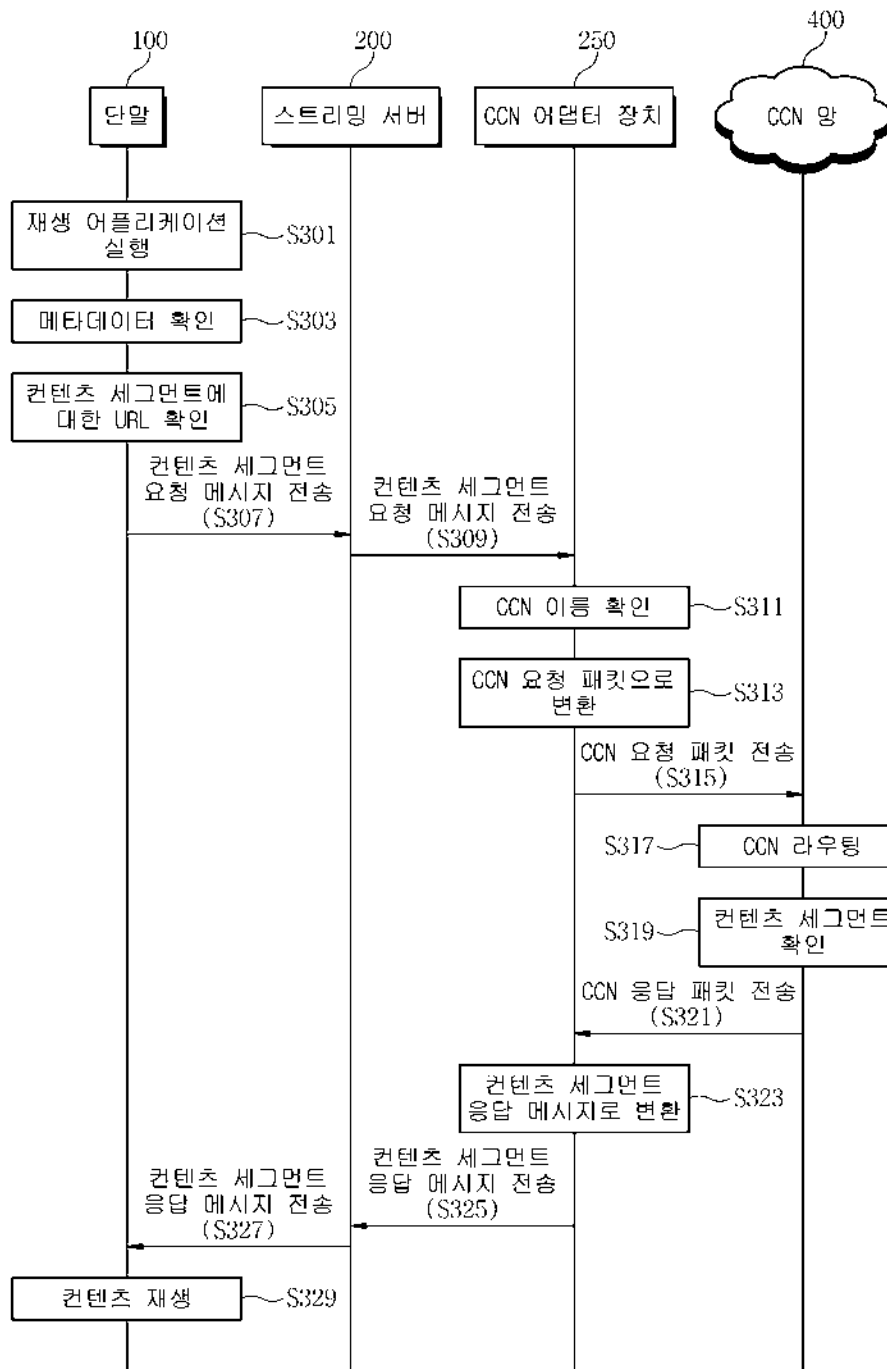 100
200
250
400
단말
스트리밍 서버
CCN 어댑터 장치
CCN 망
재생 어플리케이션
실행
S301
메타데이터 확인
S303
컨텐츠 세그먼트에
대한 URL 확인
S305
컨텐츠 세그먼트
요청 메시지 전송
(S307)
컨텐츠 세그먼트
요청 메시지 전송
(S309)
CCN 이름 확인
S311
CCN 요청 패킷으로
변환
S313
CCN 요청 패킷 전송
(S315)
S317
CCN 라우팅
S319
컨텐츠 세그먼트
확인
CCN 응답 패킷 전송
(S321)
컨텐츠 세그먼트
응답 메시지로 변환
S323
컨텐츠 세그먼트
응답 메시지 전송
(S325)
컨텐츠 세그먼트
응답 메시지 전송
(S327)
컨텐츠 재생
S329